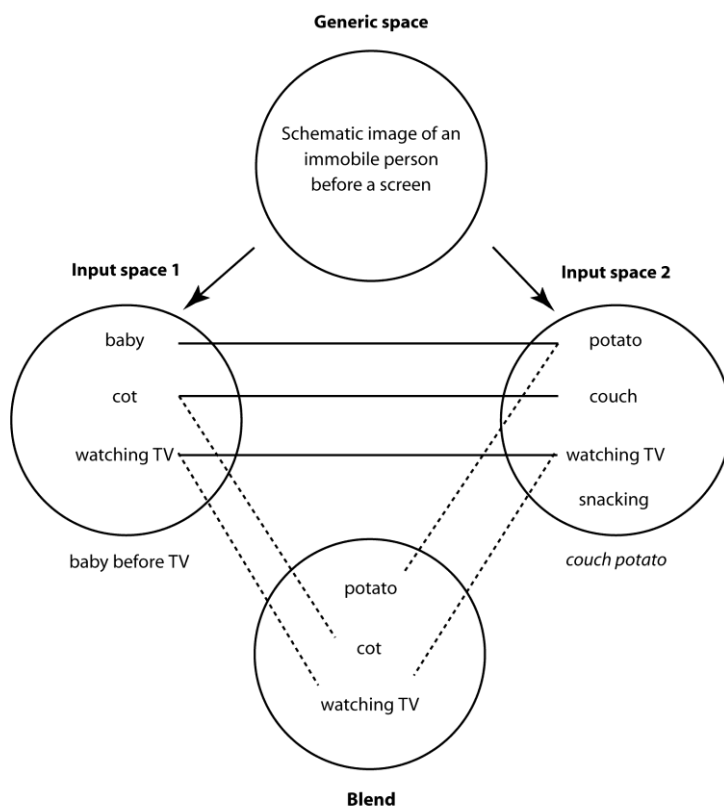 Generic space
Schematic image of an
immobile person
before a screen
Input space 1
Input space 2
baby
potato
cot
couch
watching TV
watching TV
snacking
baby before TV
couch potato
potato
cot
watching TV
Blend